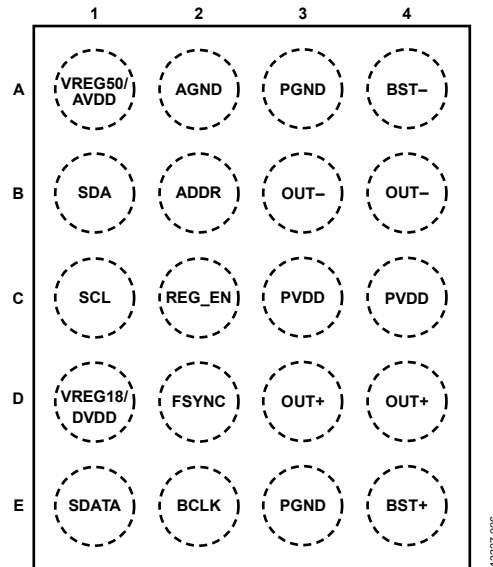 1 2 3 4
A VREG50/ AVDD AGND PGND BST–
B SDA ADDR OUT– OUT–
C SCL REG_EN PVDD PVDD
D VREG18/ DVDD FSYNC OUT+ OUT+
E SDATA BCLK PGND BST+